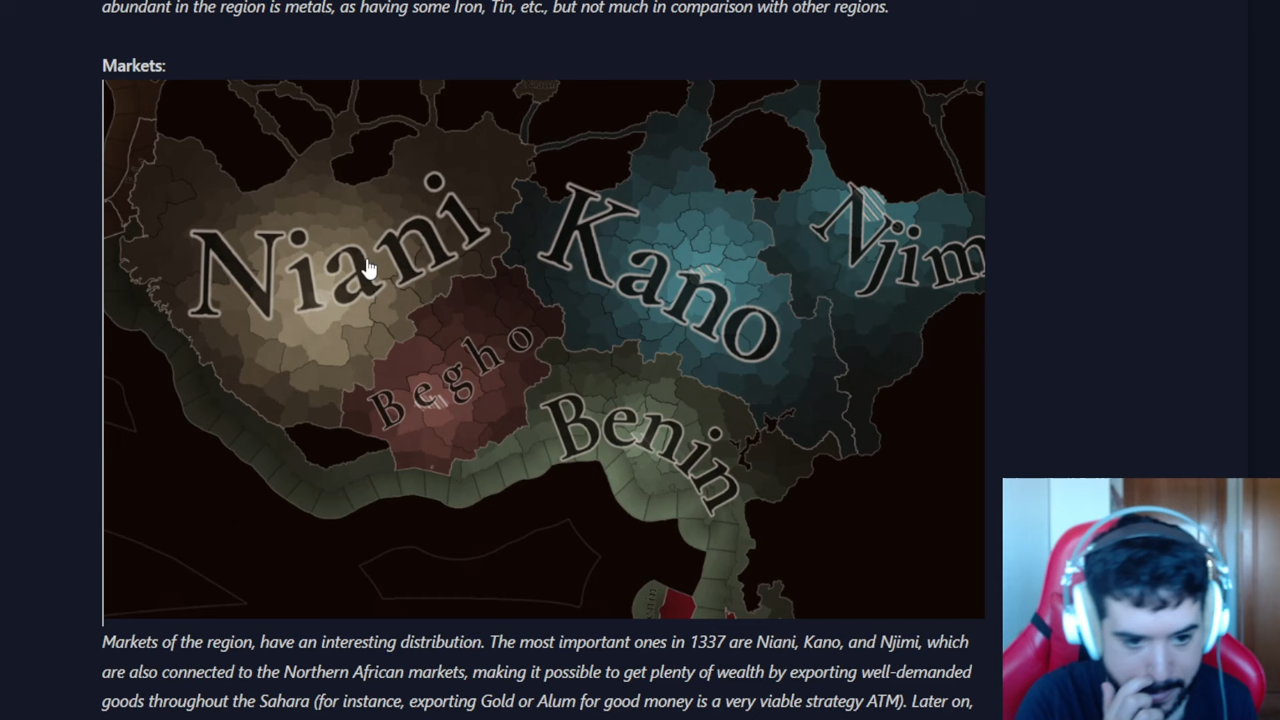 abundant in the region is metals, as having some Iron, Tin, etc., but not much in comparison with other regions.
Markets:
Niani
Kano
Njim
Begho
Benin
Markets of the region, have an interesting distribution. The most important ones in 1337 are Niani, Kano, and Njimi, which
are also connected to the Northern African markets, making it possible to get plenty of wealth by exporting well-demanded
goods throughout the Sahara (for instance, exporting Gold or Alum for good money is a very viable strategy ATM). Later on,